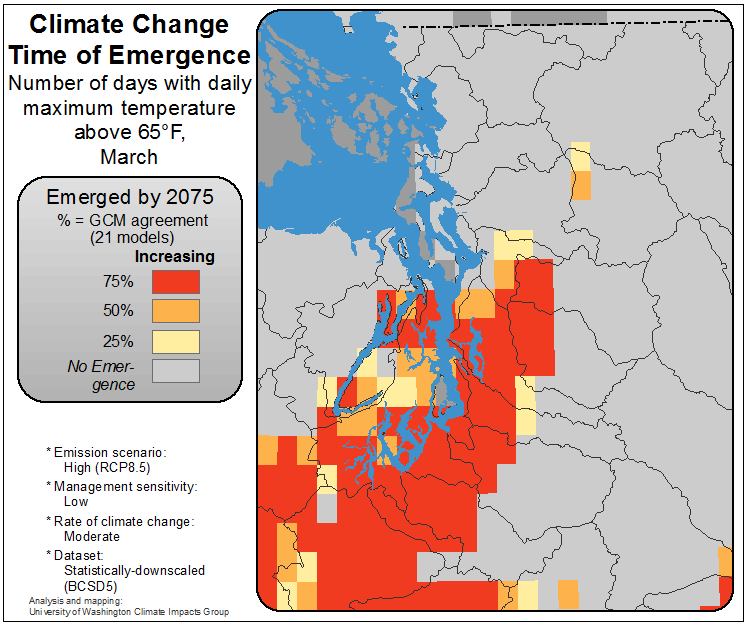 Climate Change
Time of Emergence
Number of days with daily
maximum temperature
above 65°F,
March
Emerged by 2075
% = GCM agreement
(21 models)
Increasing
75%
50%
25%
No Emer-
gence
* Emission scenario:
High (RCP8.5)
* Management sensitivity:
Low
* Rate of climate change:
Moderate
* Dataset:
Statistically-downscaled
(BCSD5)
Analysis and mapping:
University of Washington Climate Impacts Group